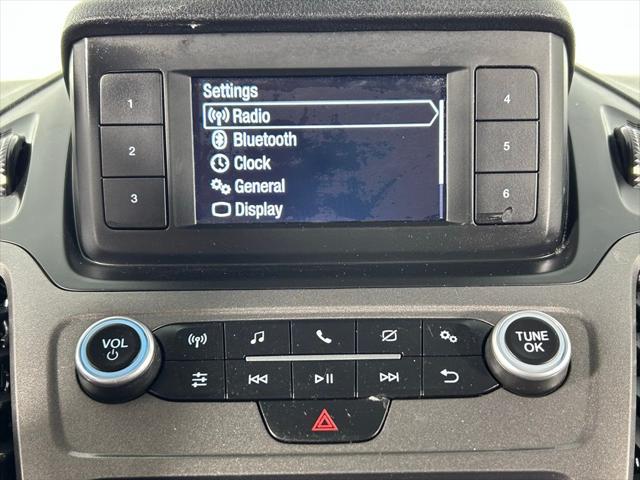 Settings
Radio
Bluetooth
Clock
General
Display
1
2
3
4
5
6
VOL
TUNE
OK